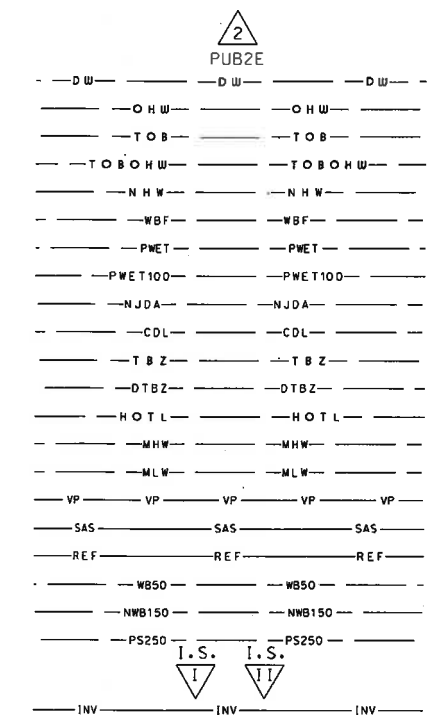 2
PUB2E
DW DW DW
OHW OHW
TOB TOB
TOBOHW TOBOHW
NHW NHW
WBF WBF
PWET PWET
PWET100 PWET100
NJDA NJDA
CDL CDL
TBZ TBZ
DTBZ DTBZ
HOTL HOTL
MHW MHW
MLW MLW
VP VP VP VP VP
SAS SAS SAS
REF REF REF
WB50 WB50
NWB150 NWB150
PS250 PS250
I.S. I.S.
I II
INV INV INV